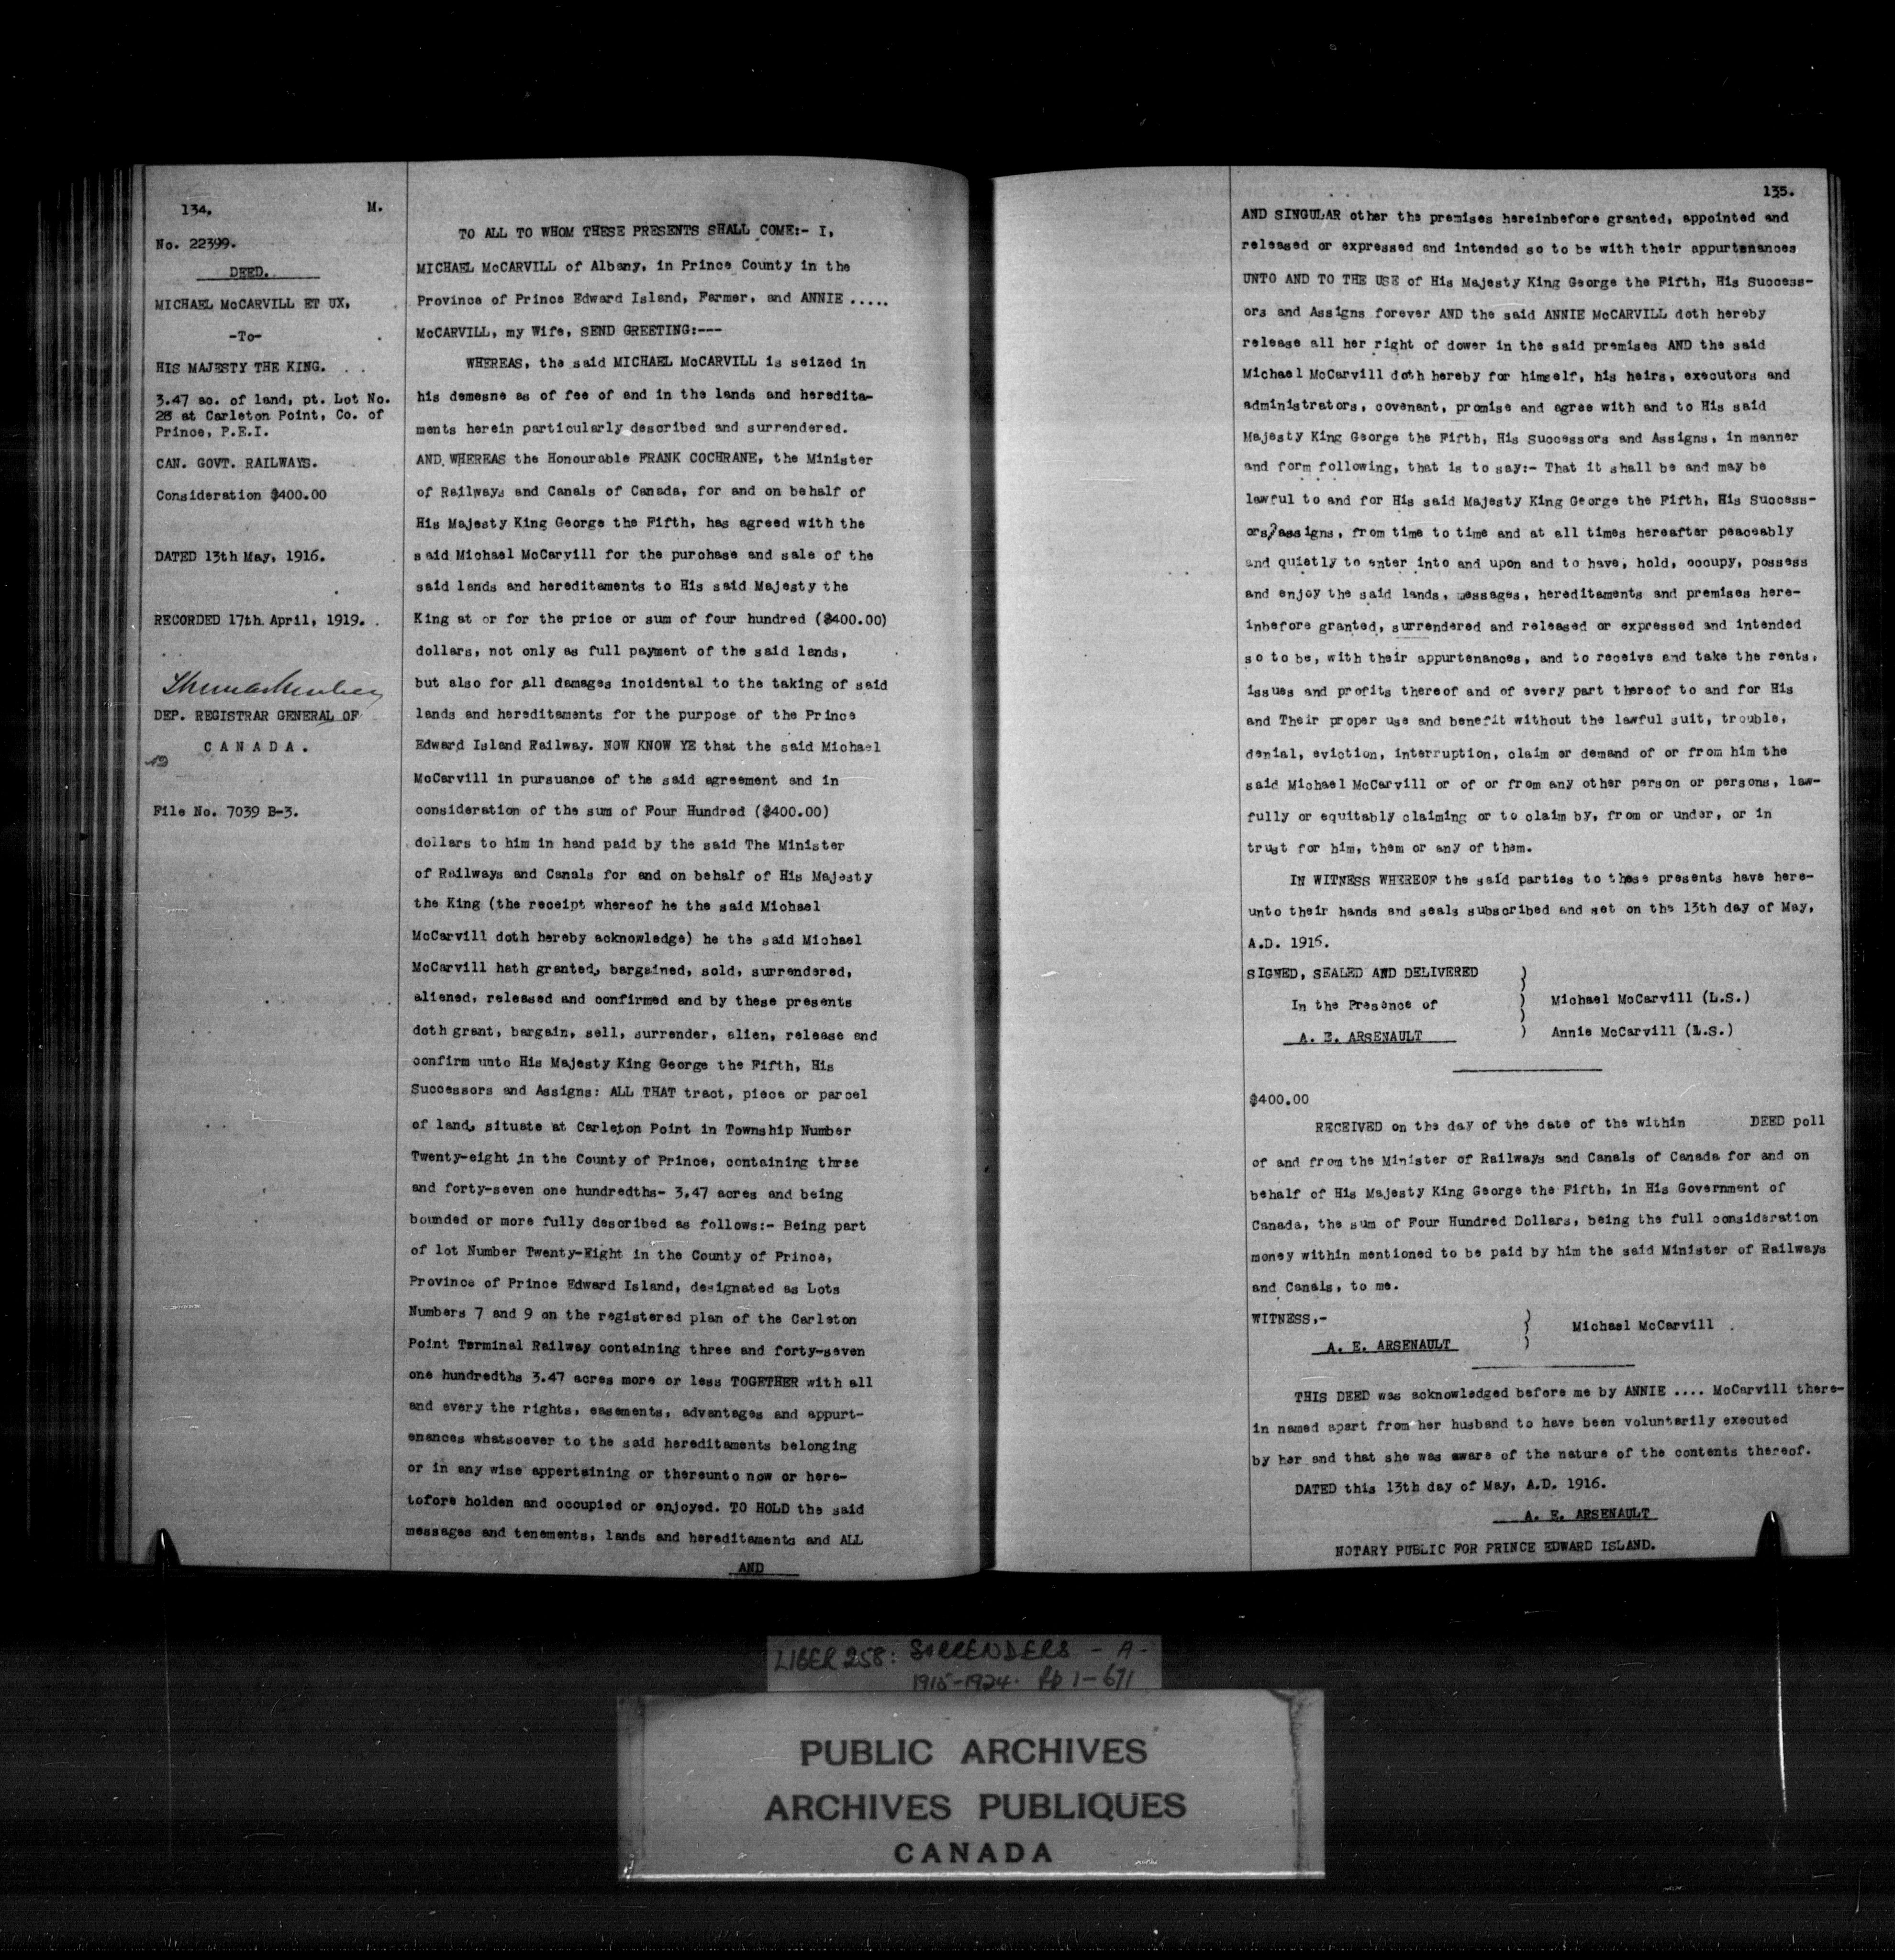 134.
M.
No. 22399.
DEED.
MICHAEL McCARVILL ET UX,
-To-
HIS MAJESTY THE KING.
3.47 ac. of land, pt. Lot No.
28 at Carleton Point, Co. of
Prince, P.E.I.
CAN. GOVT. RAILWAYS.
Consideration $400.00
DATED 13th May, 1916.
RECORDED 17th April, 1919.
DEP. REGISTRAR GENERAL OF
CANADA.
File No. 7039 B-3.
TO ALL TO WHOM THESE PRESENTS SHALL COME:- I,
MICHAEL McCARVILL of Albany, in Prince County in the
Province of Prince Edward Island, Farmer, and ANNIE .....
McCARVILL, my Wife, SEND GREETING:---
WHEREAS, the said MICHAEL McCARVILL is seized in
his demesne as of fee of and in the lands and heredita-
ments herein particularly described and surrendered.
AND WHEREAS the Honourable FRANK COCHRANE, the Minister
of Railways and Canals of Canada, for and on behalf of
His Majesty King George the Fifth, has agreed with the
said Michael McCarvill for the purchase and sale of the
said lands and hereditaments to His said Majesty the
King at or for the price or sum of four hundred ($400.00)
dollars, not only as full payment of the said lands,
but also for all damages incidental to the taking of said
lands and hereditaments for the purpose of the Prince
Edward Island Railway. NOW KNOW YE that the said Michael
McCarvill in pursuance of the said agreement and in
consideration of the sum of Four Hundred ($400.00)
dollars to him in hand paid by the said The Minister
of Railways and Canals for and on behalf of His Majesty
the King (the receipt whereof he the said Michael
McCarvill doth hereby acknowledge) he the said Michael
McCarvill hath granted, bargained, sold, surrendered,
aliened, released and confirmed and by these presents
doth grant, bargain, sell, surrender, alien, release and
confirm unto His Majesty King George the Fifth, His
Successors and Assigns: ALL THAT tract, piece or parcel
of land, situate at Carleton Point in Township Number
Twenty-eight in the County of Prince, containing three
and forty-seven one hundredths- 3.47 acres and being
bounded or more fully described as follows:- Being part
of lot Number Twenty-Eight in the County of Prince,
Province of Prince Edward Island, designated as Lots
Numbers 7 and 9 on the registered plan of the Carleton
Point Terminal Railway containing three and forty-seven
one hundredths 3.47 acres more or less TOGETHER with all
and every the rights, easements, advantages and appurt-
enances whatsoever to the said hereditaments belonging
or in any wise appertaining or thereunto now or here-
tofore holden and occupied or enjoyed. TO HOLD the said
messages and tenements, lands and hereditaments and ALL
AND
135.
AND SINGULAR other the premises hereinbefore granted, appointed and
released or expressed and intended so to be with their appurtenances
UNTO AND TO THE USE of His Majesty King George the Fifth, His Success-
ors and Assigns forever AND the said ANNIE McCARVILL doth hereby
release all her right of dower in the said premises AND the said
Michael McCarvill doth hereby for himself, his heirs, executors and
administrators, covenant, promise and agree with and to His said
Majesty King George the Fifth, His Successors and Assigns, in manner
and form following, that is to say:- That it shall be and may be
lawful to and for His said Majesty King George the Fifth, His Success-
ors, assigns, from time to time and at all times hereafter peaceably
and quietly to enter into and upon and to have, hold, occupy, possess
and enjoy the said lands, messages, hereditaments and premises here-
inbefore granted, surrendered and released or expressed and intended
so to be, with their appurtenances, and to receive and take the rents,
issues and profits thereof and of every part thereof to and for His
and Their proper use and benefit without the lawful suit, trouble,
denial, eviction, interruption, claim or demand of or from him the
said Michael McCarvill or of or from any other person or persons, law-
fully or equitably claiming or to claim by, from or under, or in
trust for him, them or any of them.
IN WITNESS WHEREOF the said parties to these presents have here-
unto their hands and seals subscribed and set on the 13th day of May,
A.D. 1916.
SIGNED, SEALED AND DELIVERED )
In the Presence of ) Michael McCarvill (L.S.)
A. E. ARSENAULT ) Annie McCarvill (L.S.)
$400.00
RECEIVED on the day of the date of the within DEED poll
of and from the Minister of Railways and Canals of Canada for and on
behalf of His Majesty King George the Fifth, in His Government of
Canada, the sum of Four Hundred Dollars, being the full consideration
money within mentioned to be paid by him the said Minister of Railways
and Canals, to me.
WITNESS,- ) Michael McCarvill
A. E. ARSENAULT )
THIS DEED was acknowledged before me by ANNIE .... McCarvill there-
in named apart from her husband to have been voluntarily executed
by her and that she was aware of the nature of the contents thereof.
DATED this 13th day of May, A.D. 1916.
A. E. ARSENAULT
NOTARY PUBLIC FOR PRINCE EDWARD ISLAND.
LIBER 258: SURRENDERS - A -
1915-1924. pp 1-671
PUBLIC ARCHIVES
ARCHIVES PUBLIQUES
CANADA